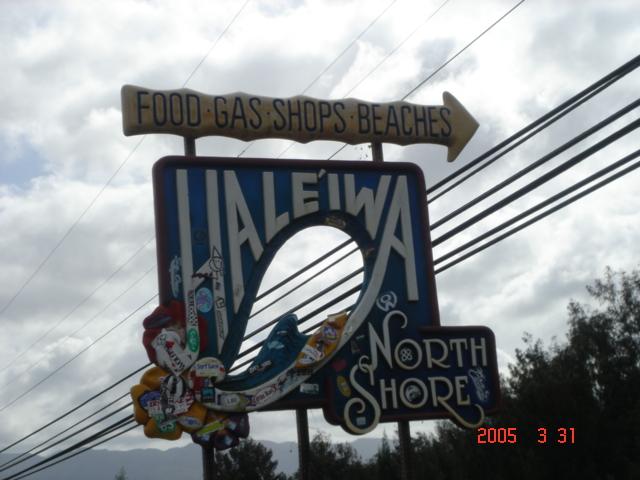 FOOD·GAS·SHOPS·BEACHES
HALE'IWA
NORTH
SHORE
2005 3 31